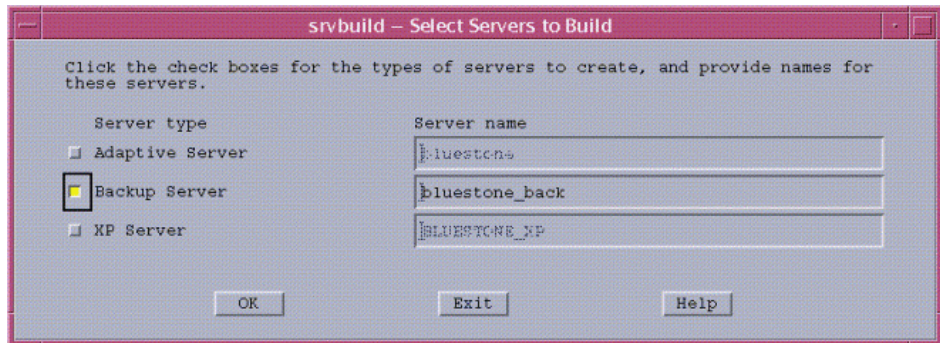 srvbuild – Select Servers to Build
Click the check boxes for the types of servers to create, and provide names for
these servers.
Server type Server name
Adaptive Server bluestone
Backup Server bluestone_back
XP Server BLUESTONE_XP
OK Exit Help